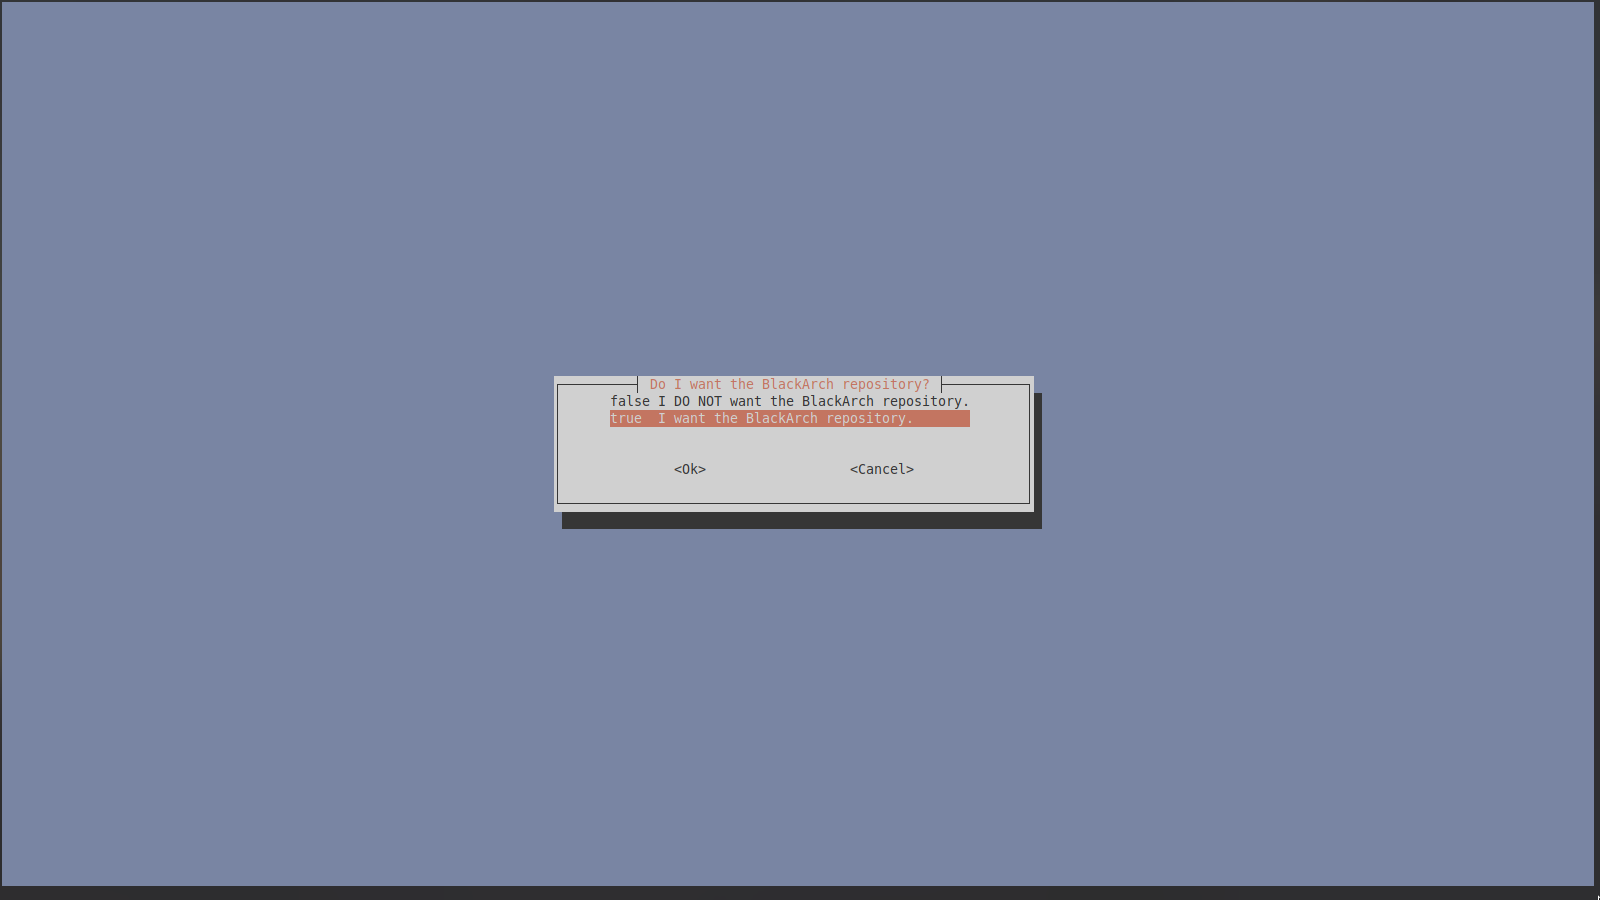 Do I want the BlackArch repository?
false I DO NOT want the BlackArch repository.
true  I want the BlackArch repository.
<Ok> <Cancel>